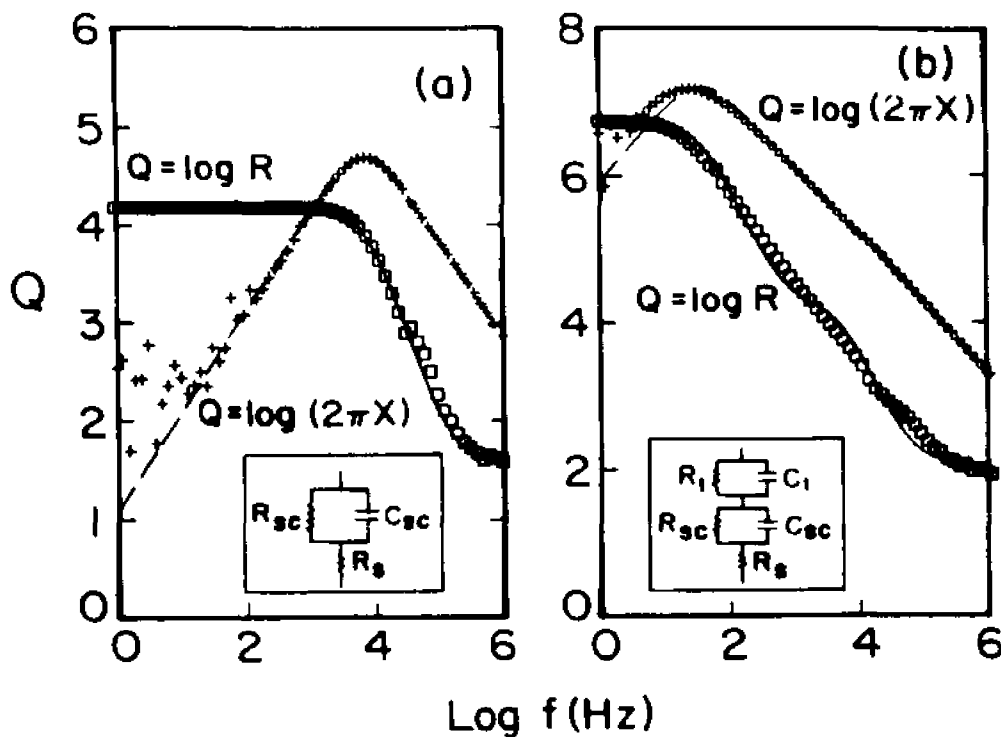 6
5
4
3
2
1
0
Q
(a)
Q = log R
Q = log (2πX)
R_sc
C_sc
R_s
0
2
4
6
8
6
4
2
0
(b)
Q = log (2πX)
Q = log R
R_1
C_1
R_sc
C_sc
R_s
0
2
4
6
Log f (Hz)